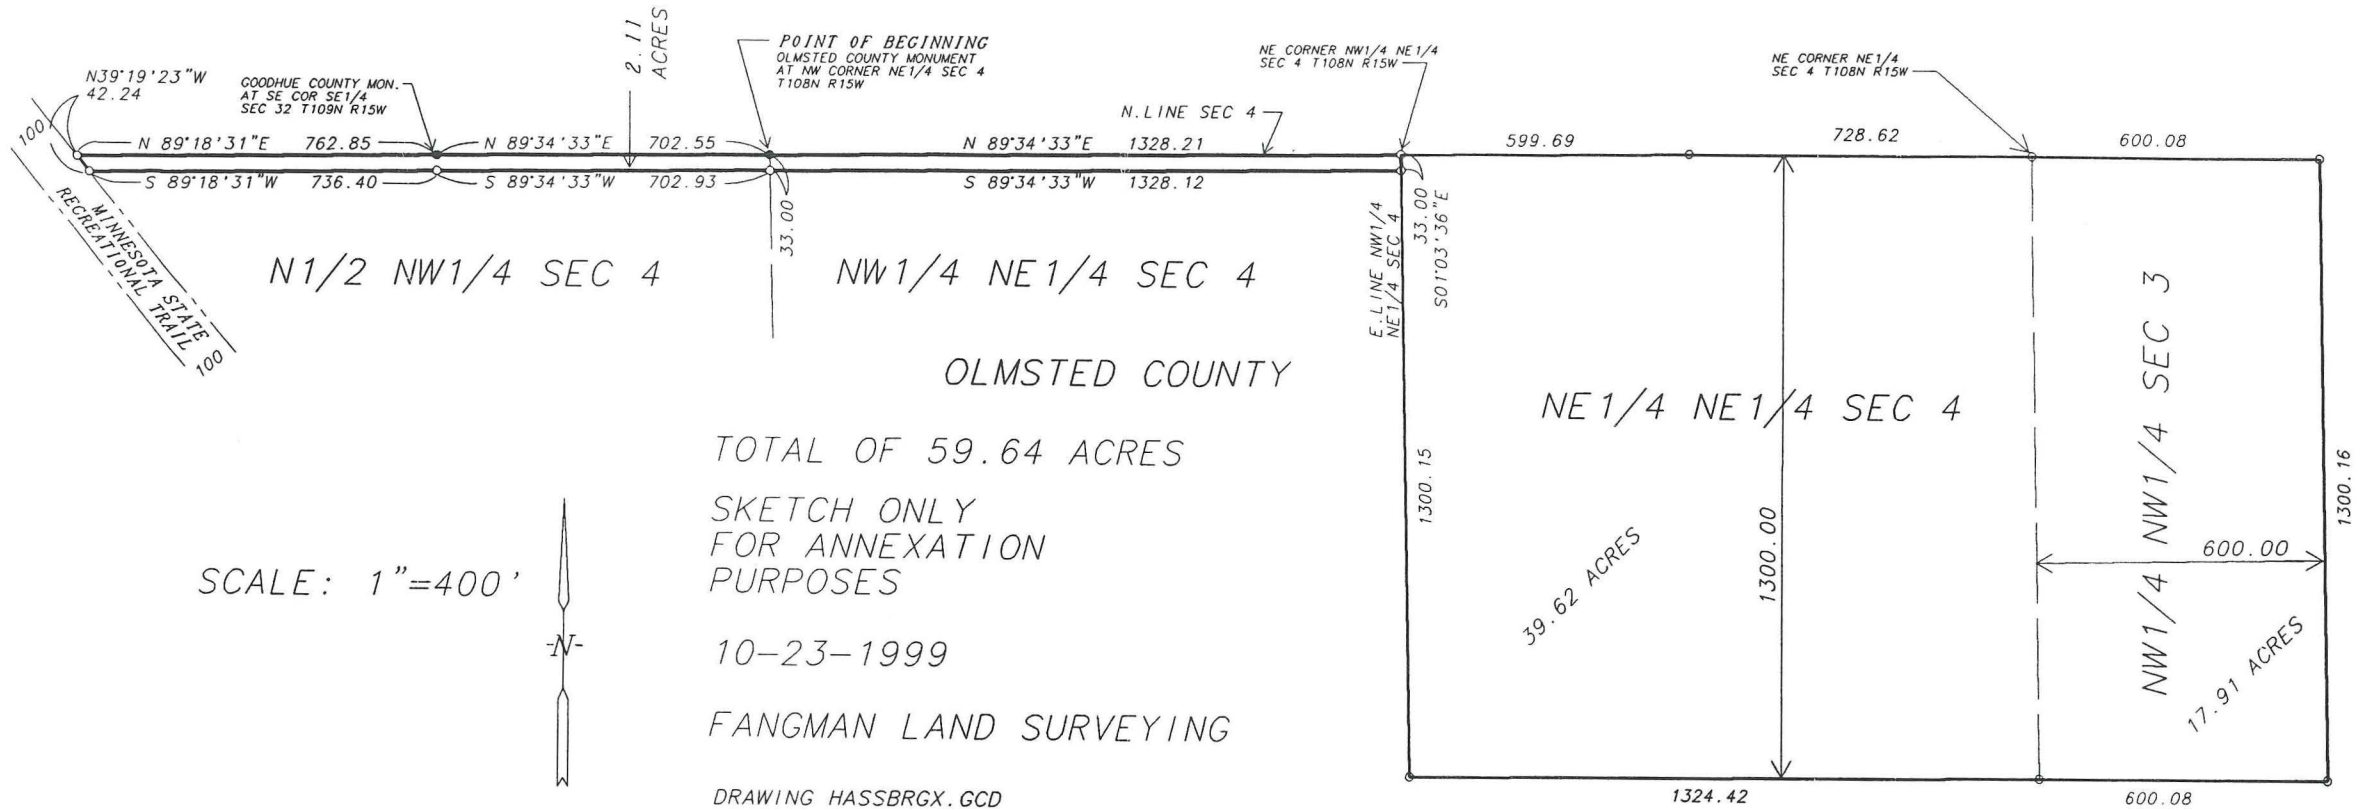 N39°19'23"W
42.24
GOODHUE COUNTY MON.
AT SE COR SE1/4
SEC 32 T109N R15W
2.11
ACRES
POINT OF BEGINNING
OLMSTED COUNTY MONUMENT
AT NW CORNER NE1/4 SEC 4
T108N R15W
NE CORNER NW1/4 NE1/4
SEC 4 T108N R15W
NE CORNER NE1/4
SEC 4 T108N R15W
N.LINE SEC 4
100
N 89°18'31"E 762.85
N 89°34'33"E 702.55
N 89°34'33"E 1328.21
599.69
728.62
600.08
S 89°18'31"W 736.40
S 89°34'33"W 702.93
S 89°34'33"W 1328.12
MINNESOTA STATE
RECREATIONAL TRAIL
100
33.00
E.LINE NW1/4
NE1/4 SEC 4
33.00
S01°03'36"E
N1/2 NW1/4 SEC 4
NW1/4 NE1/4 SEC 4
OLMSTED COUNTY
NE1/4 NE1/4 SEC 4
NW1/4 NW1/4 SEC 3
TOTAL OF 59.64 ACRES
SKETCH ONLY
FOR ANNEXATION
PURPOSES
1300.15
1300.00
1300.16
600.00
39.62 ACRES
17.91 ACRES
SCALE: 1"=400'
-N-
10-23-1999
FANGMAN LAND SURVEYING
DRAWING HASSBRGX.GCD
1324.42
600.08